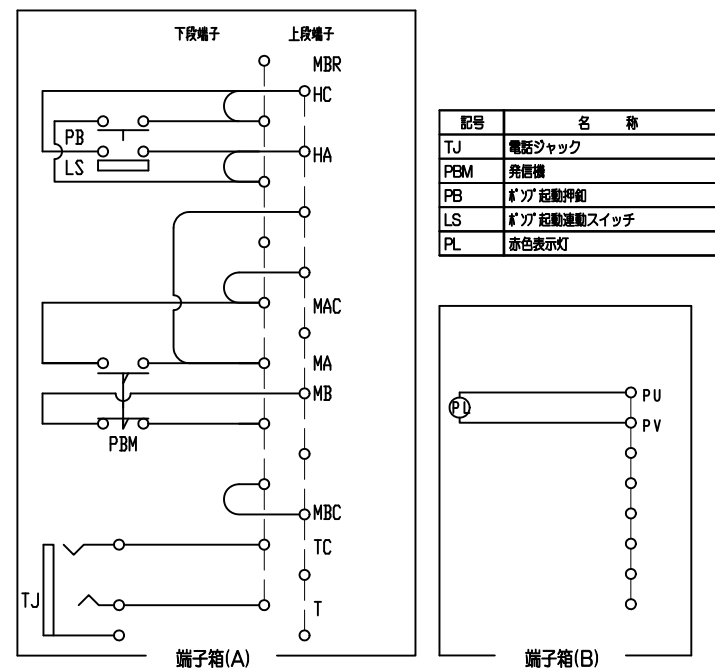 下段端子 上段端子
MBR
HC
PB
LS
HA
MAC
MA
MB
PBM
MBC
TC
TJ
T
端子箱(A)
記号 名 称
TJ 電話ジャック
PBM 発信機
PB ポンプ起動押釦
LS ポンプ起動連動スイッチ
PL 赤色表示灯
PL
PU
PV
端子箱(B)